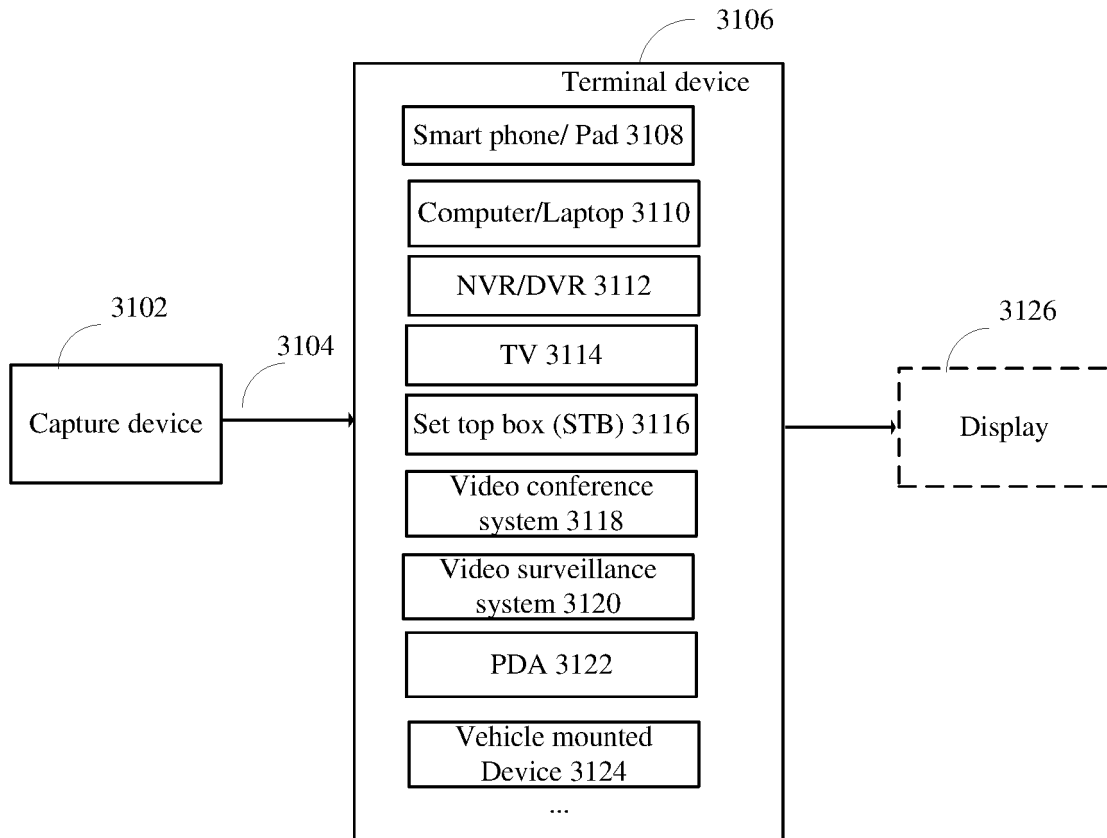 3106
Terminal device
Smart phone/ Pad 3108
Computer/Laptop 3110
NVR/DVR 3112
3102
3104
3126
TV 3114
Capture device
Set top box (STB) 3116
Display
Video conference
system 3118
Video surveillance
system 3120
PDA 3122
Vehicle mounted
Device 3124
...